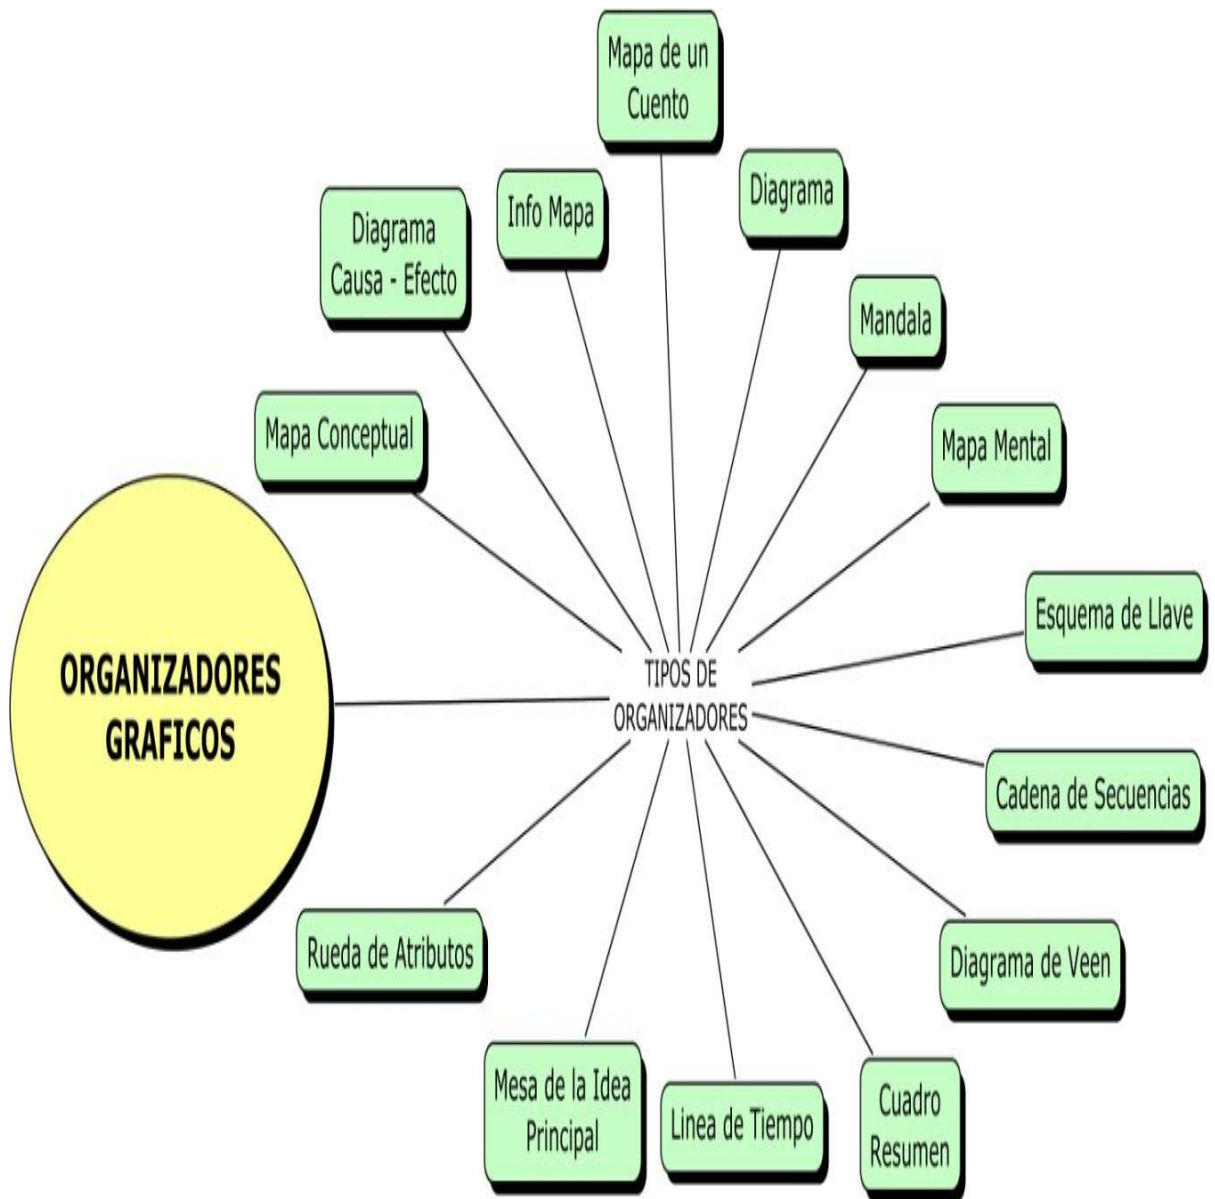 Mapa de un
Cuento
Diagrama
Info Mapa
Diagrama
Causa - Efecto
Mandala
Mapa Conceptual
Mapa Mental
Esquema de Llave
ORGANIZADORES
GRAFICOS
TIPOS DE
ORGANIZADORES
Cadena de Secuencias
Rueda de Atributos
Diagrama de Veen
Mesa de la Idea
Principal
Linea de Tiempo
Cuadro
Resumen